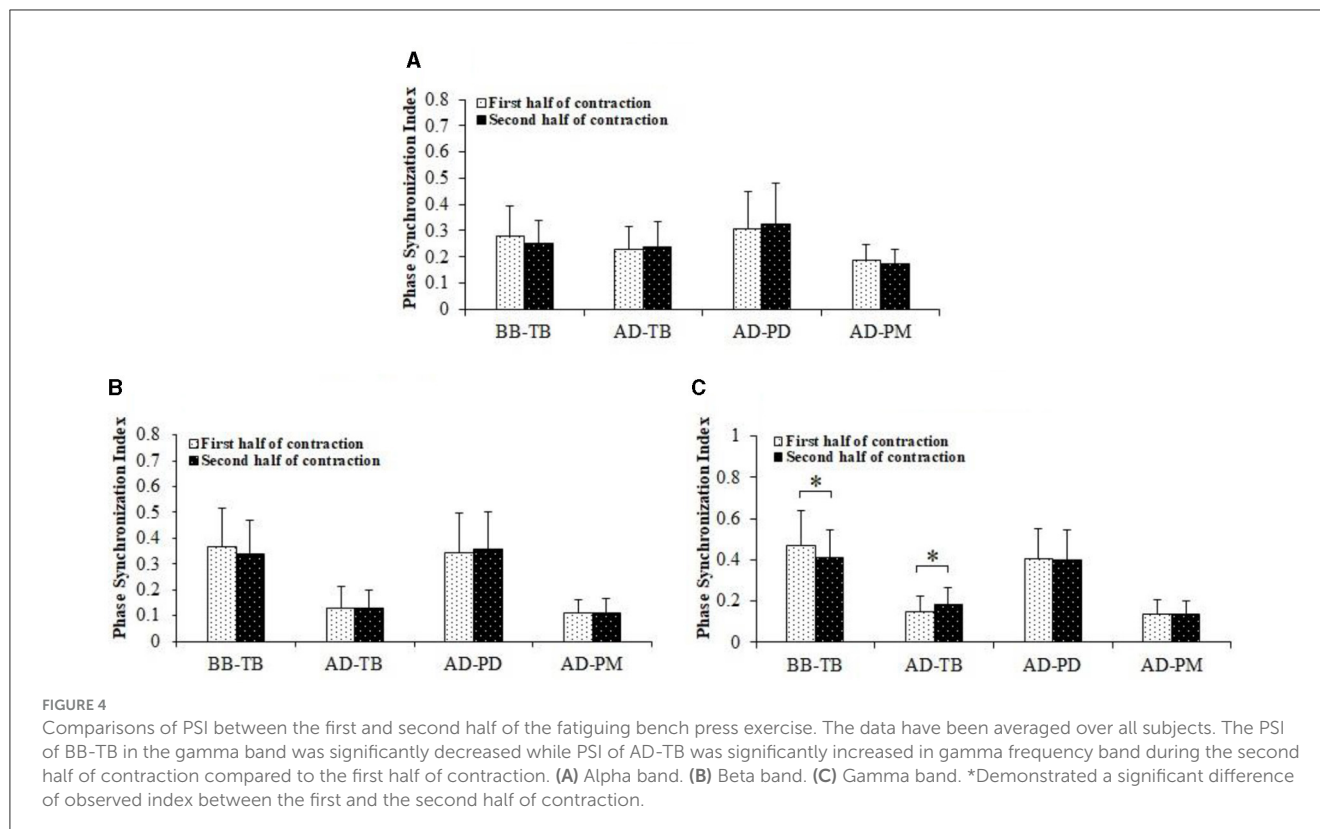 A
Phase Synchronization Index
0.8
0.7
0.6
0.5
0.4
0.3
0.2
0.1
0
First half of contraction
Second half of contraction
BB-TB AD-TB AD-PD AD-PM
B
Phase Synchronization Index
0.8
0.7
0.6
0.5
0.4
0.3
0.2
0.1
0
First half of contraction
Second half of contraction
BB-TB AD-TB AD-PD AD-PM
C
Phase Synchronization Index
1
0.8
0.6
0.4
0.2
0
First half of contraction
Second half of contraction
*
*
BB-TB AD-TB AD-PD AD-PM
FIGURE 4
Comparisons of PSI between the first and second half of the fatiguing bench press exercise. The data have been averaged over all subjects. The PSI
of BB-TB in the gamma band was significantly decreased while PSI of AD-TB was significantly increased in gamma frequency band during the second
half of contraction compared to the first half of contraction. (A) Alpha band. (B) Beta band. (C) Gamma band. *Demonstrated a significant difference
of observed index between the first and the second half of contraction.